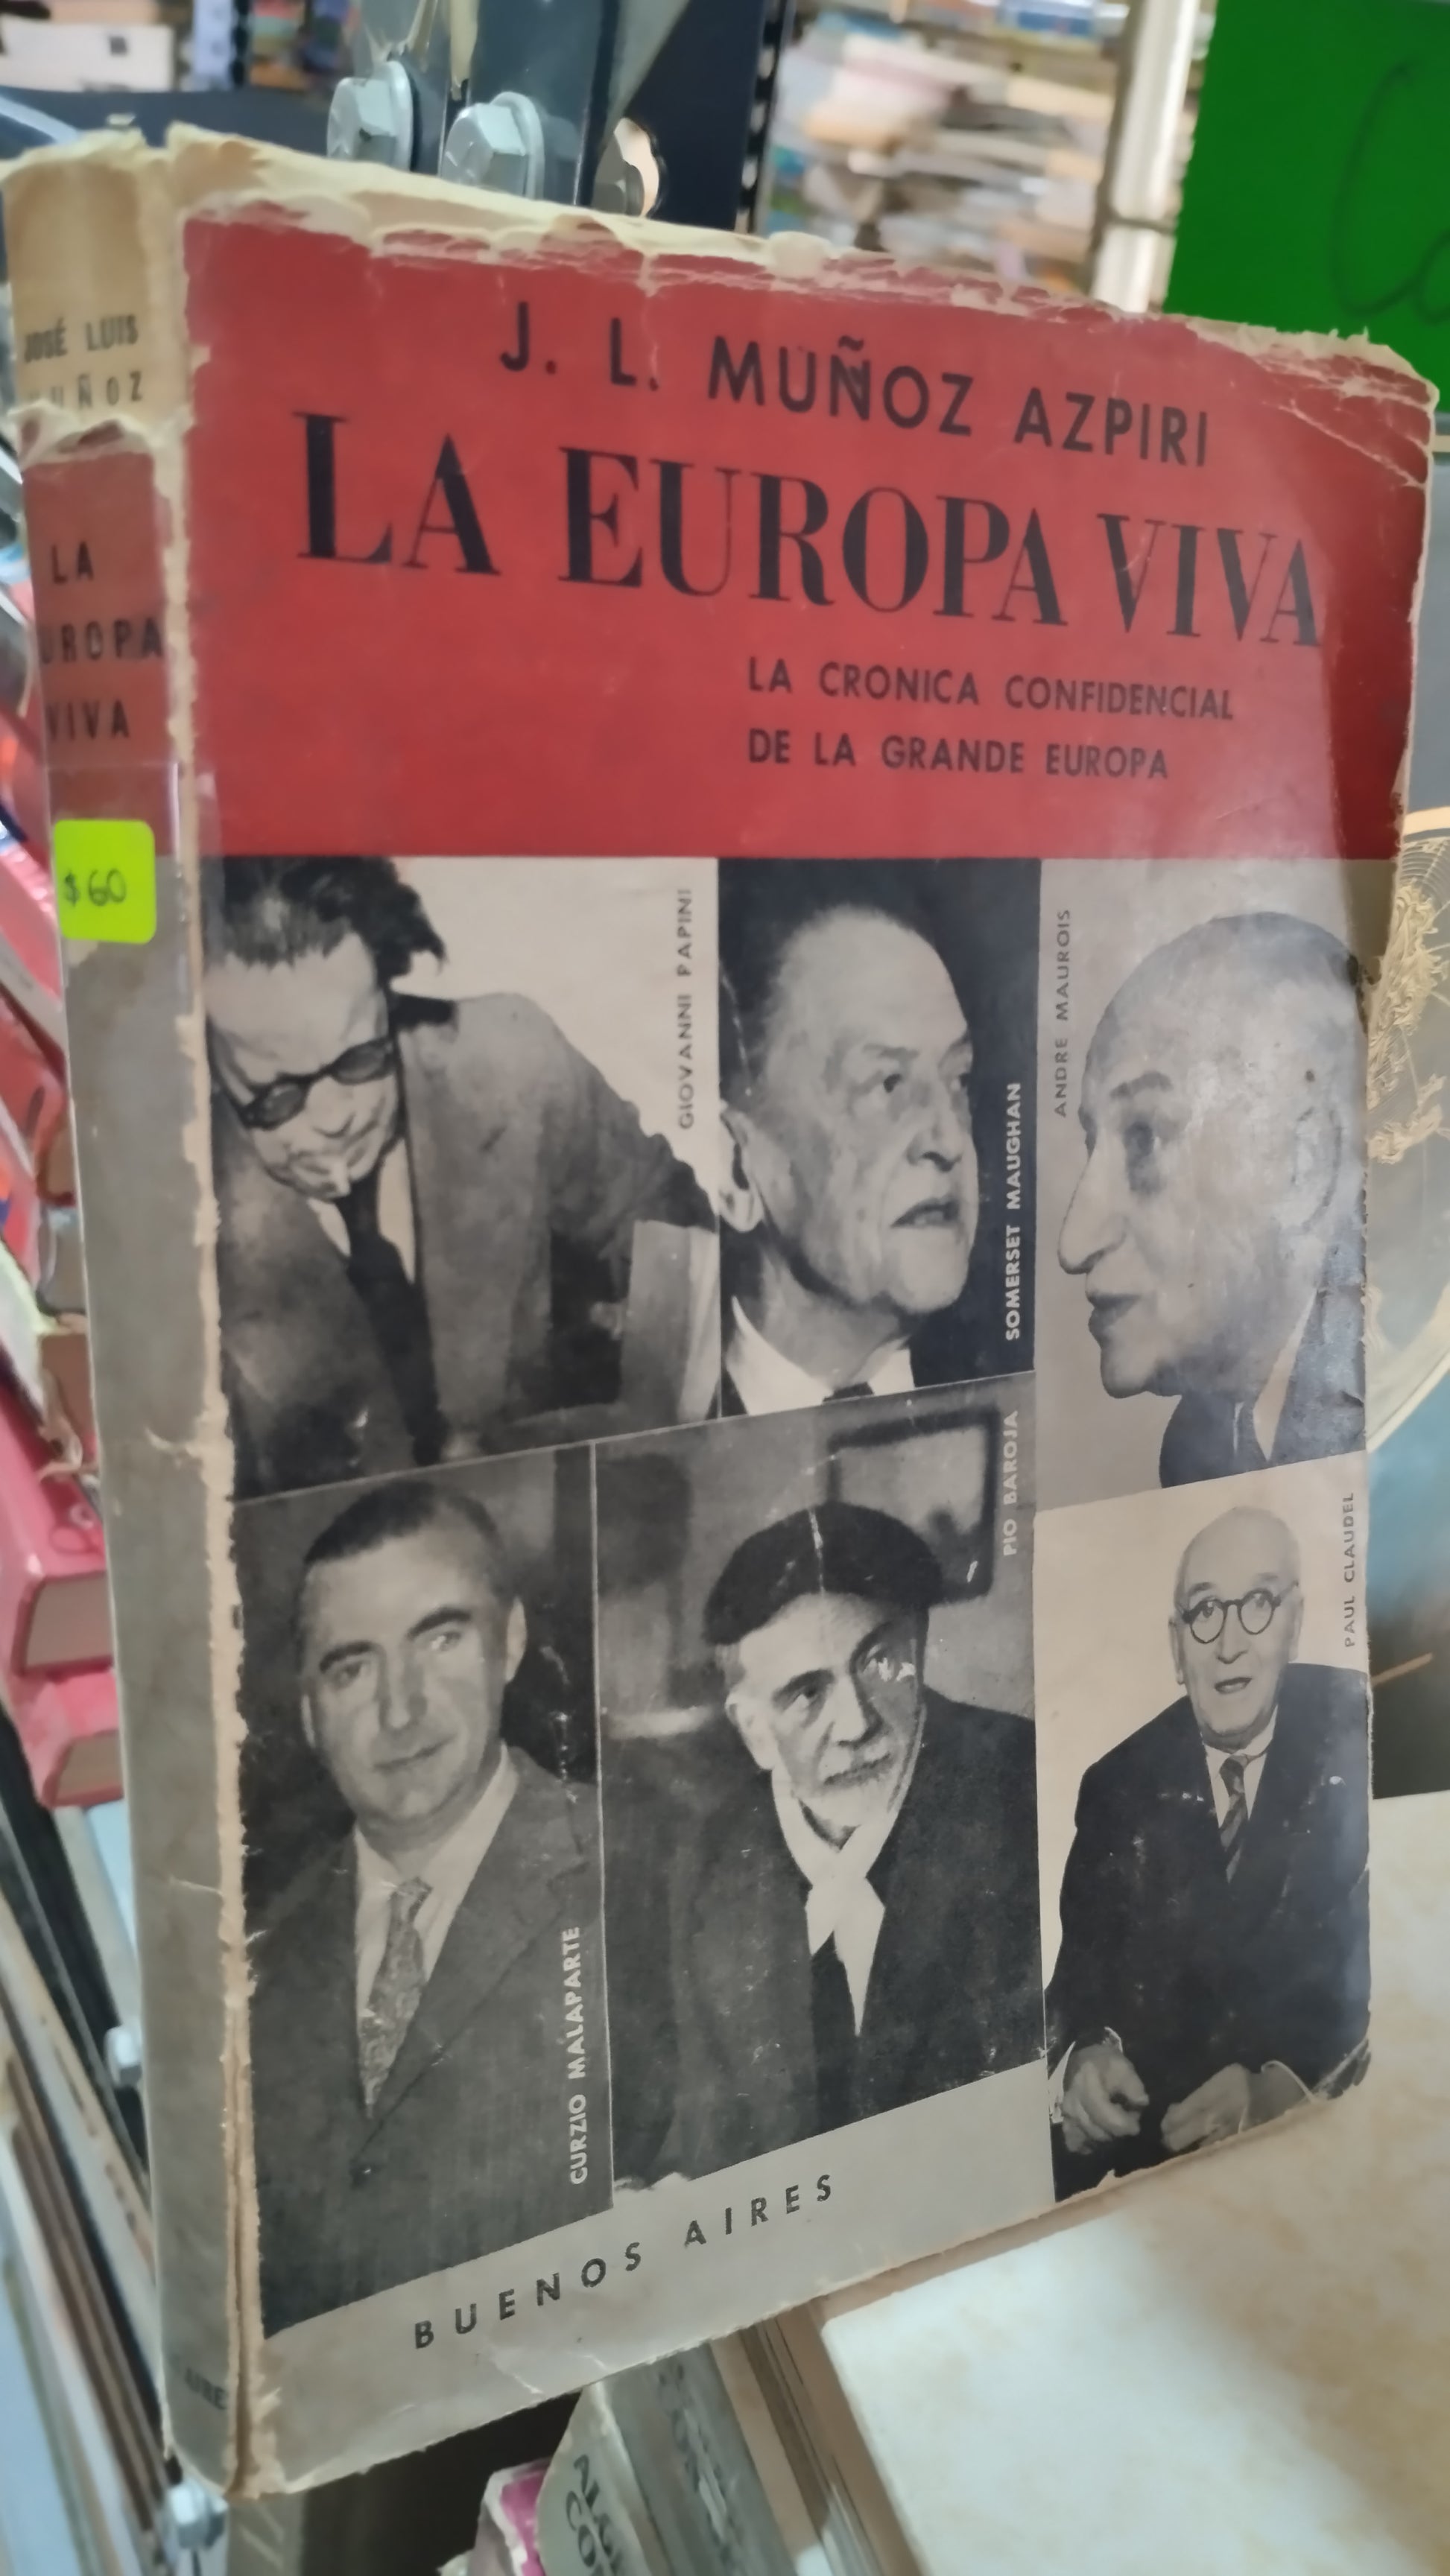 J. L. MUÑOZ AZPIRI
LA EUROPA VIVA
LA CRONICA CONFIDENCIAL
DE LA GRANDE EUROPA
GIOVANNI PAPINI
SOMERSET MAUGHAN
ANDRE MAUROIS
CURZIO MALAPARTE
PIO BAROJA
PAUL CLAUDEL
BUENOS AIRES
JOSÉ LUIS
MUÑOZ
LA
EUROPA
VIVA
$60